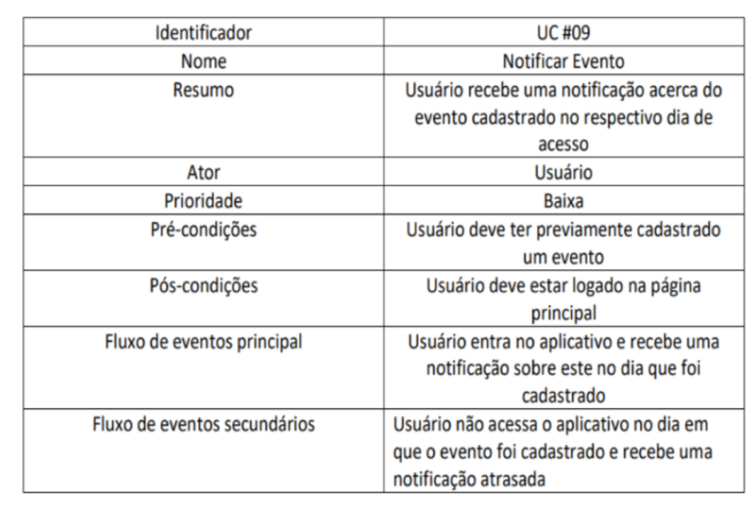 Identificador UC #09
Nome Notificar Evento
Resumo Usuário recebe uma notificação acerca do
evento cadastrado no respectivo dia de
acesso
Ator Usuário
Prioridade Baixa
Pré-condições Usuário deve ter previamente cadastrado
um evento
Pós-condições Usuário deve estar logado na página
principal
Fluxo de eventos principal Usuário entra no aplicativo e recebe uma
notificação sobre este no dia que foi
cadastrado
Fluxo de eventos secundários Usuário não acessa o aplicativo no dia em
que o evento foi cadastrado e recebe uma
notificação atrasada